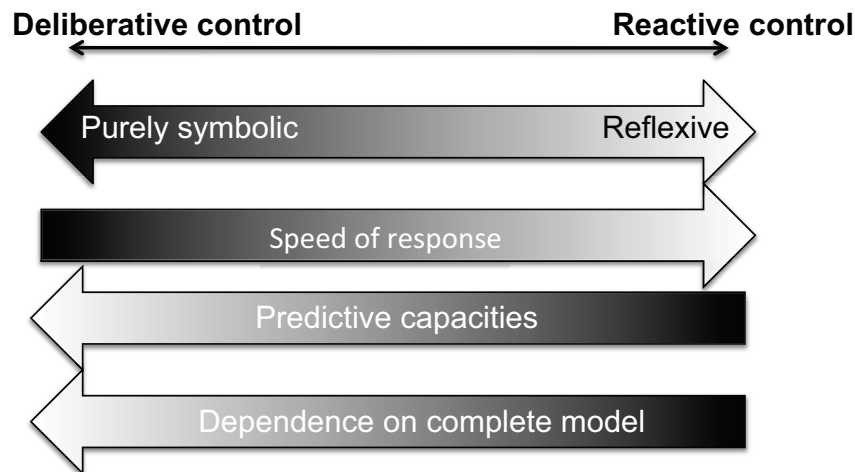 Deliberative control Reactive control
Purely symbolic Reflexive
Speed of response
Predictive capacities
Dependence on complete model